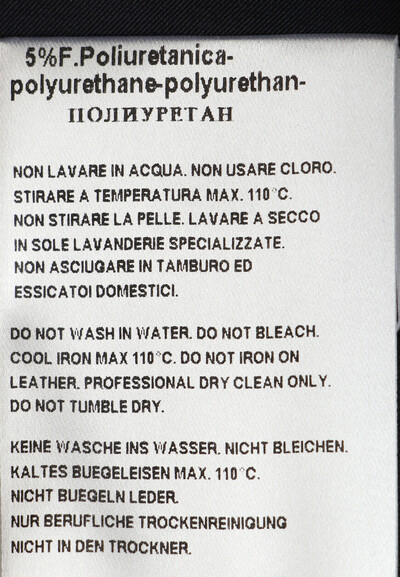 5%F.Poliuretanica-
polyurethane-polyurethan-
ПОЛИУРЕТАН
NON LAVARE IN ACQUA. NON USARE CLORO.
STIRARE A TEMPERATURA MAX. 110°C.
NON STIRARE LA PELLE. LAVARE A SECCO
IN SOLE LAVANDERIE SPECIALIZZATE.
NON ASCIUGARE IN TAMBURO ED
ESSICATOI DOMESTICI.
DO NOT WASH IN WATER. DO NOT BLEACH.
COOL IRON MAX 110°C. DO NOT IRON ON
LEATHER. PROFESSIONAL DRY CLEAN ONLY.
DO NOT TUMBLE DRY.
KEINE WASCHE INS WASSER. NICHT BLEICHEN.
KALTES BUEGELEISEN MAX. 110°C.
NICHT BUEGELN LEDER.
NUR BERUFLICHE TROCKENREINIGUNG
NICHT IN DEN TROCKNER.